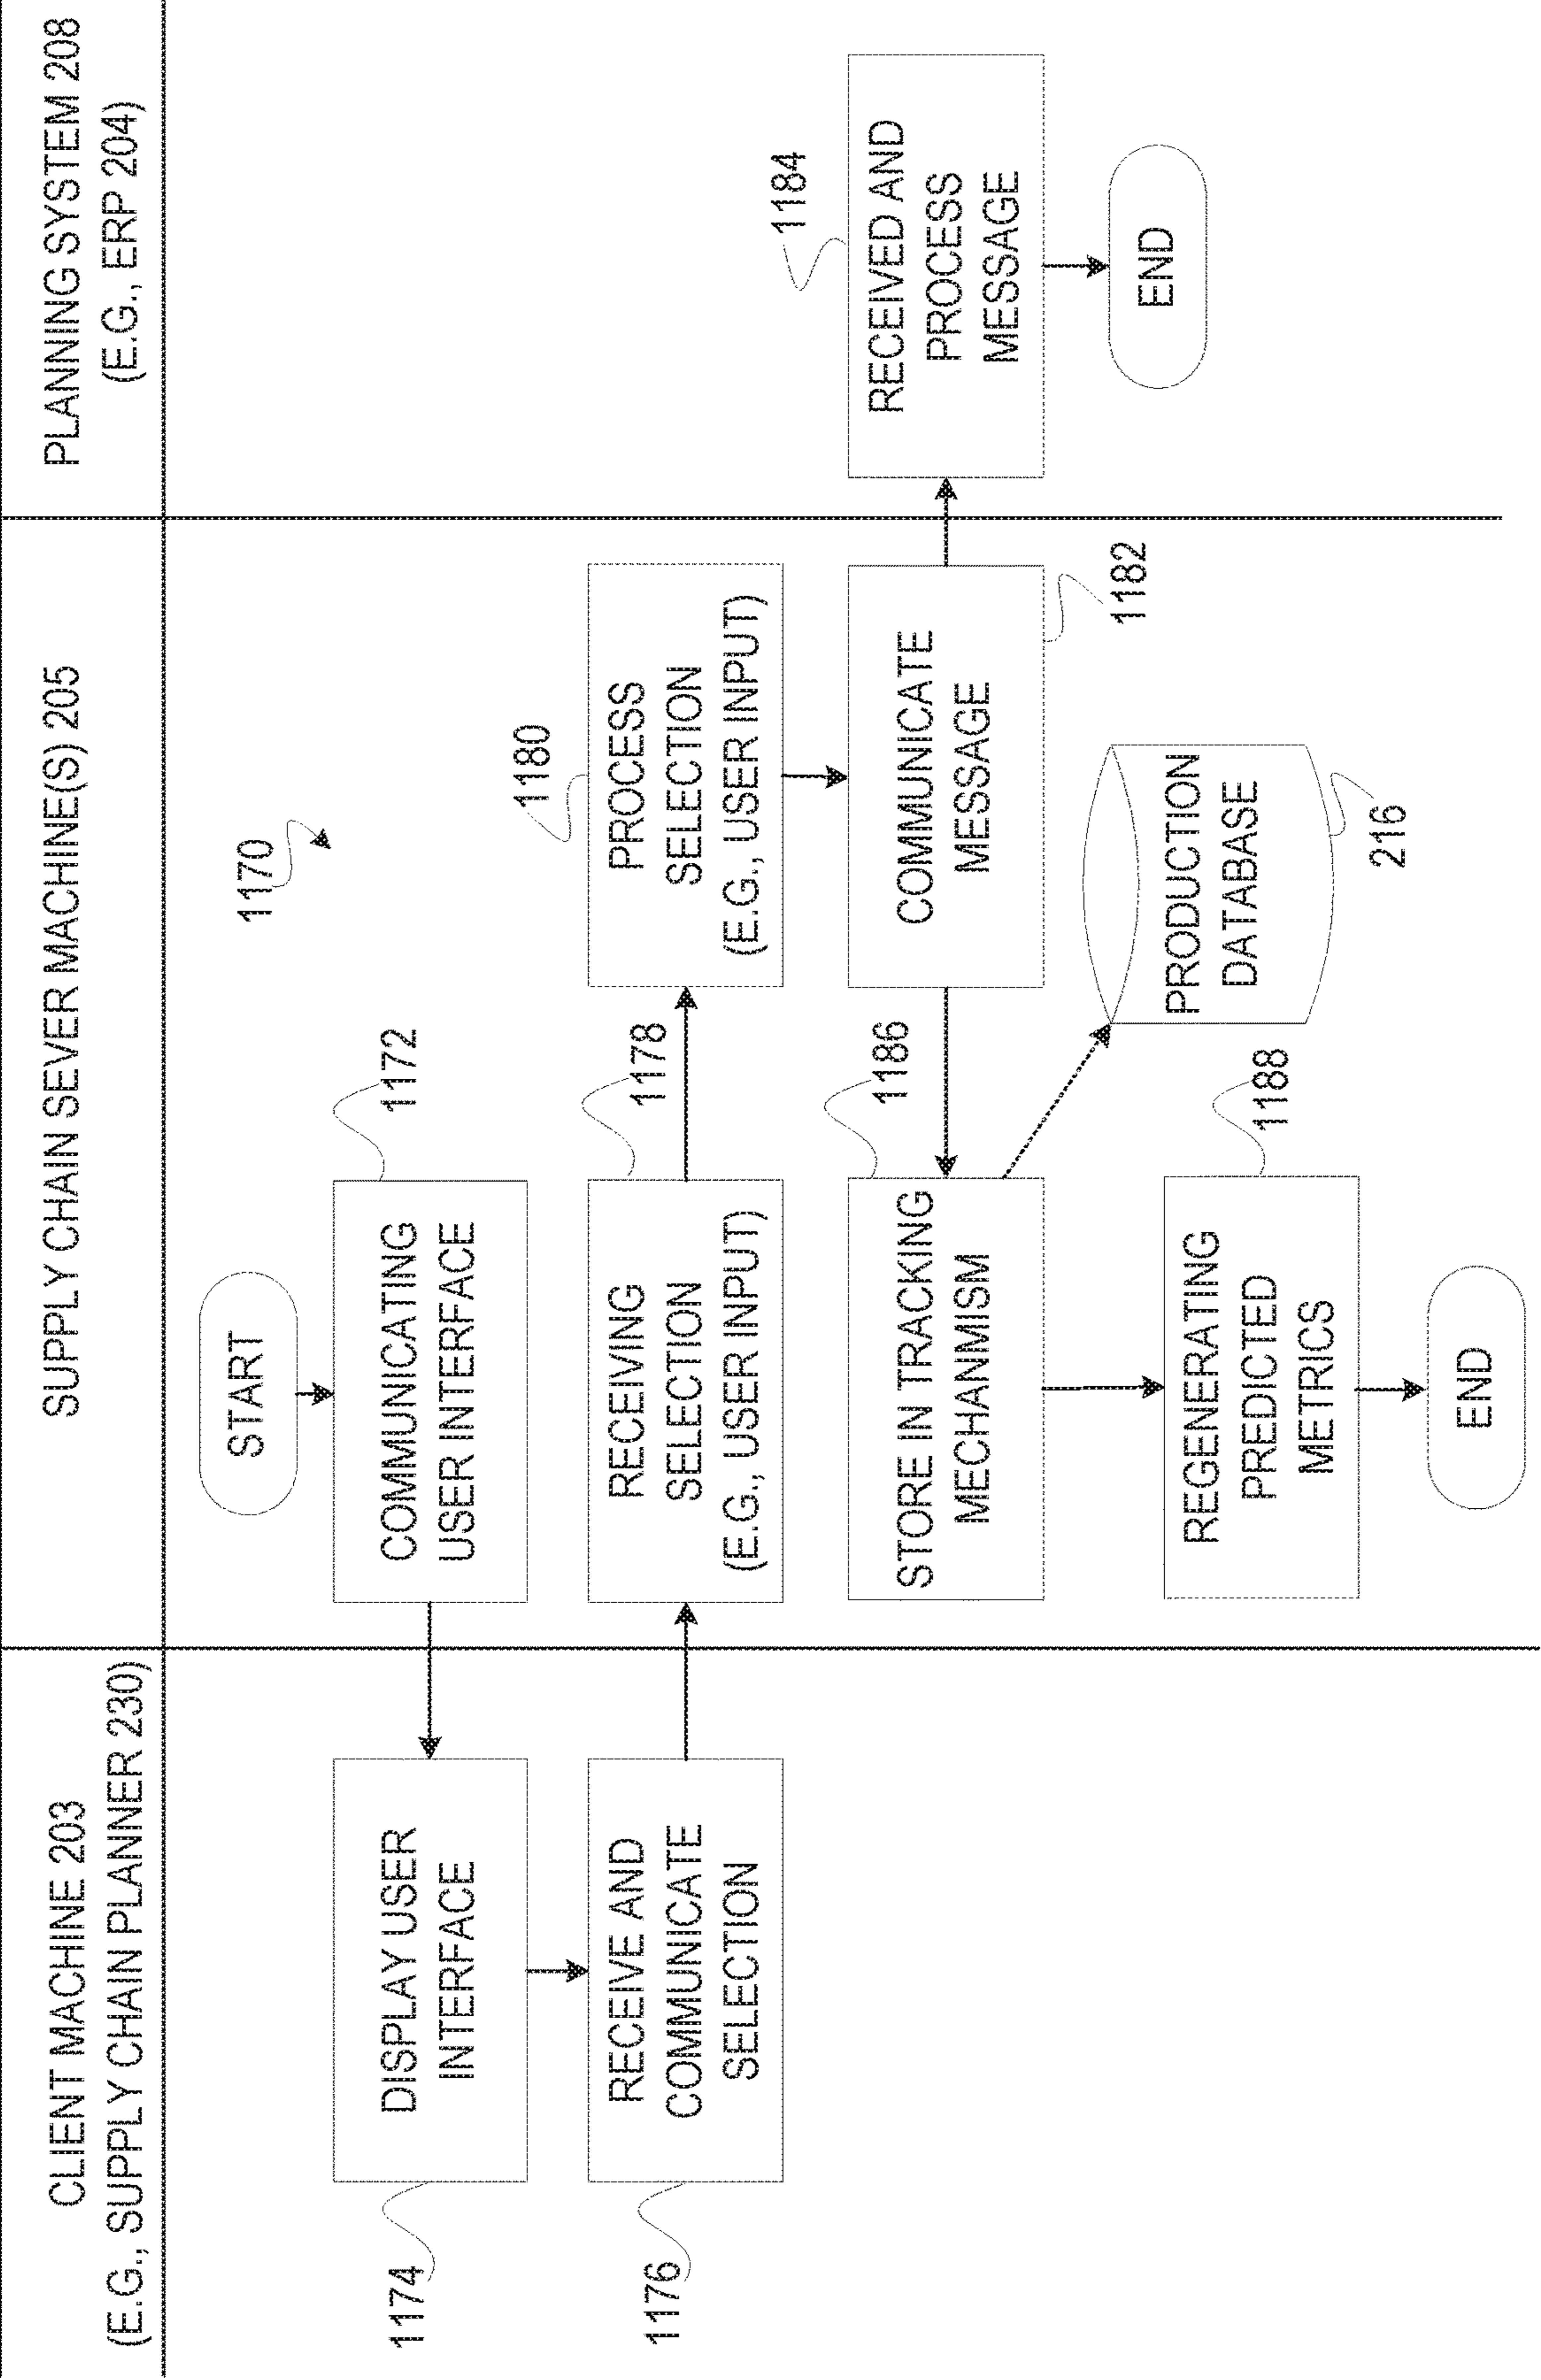 CLIENT MACHINE 203
(E.G., SUPPLY CHAIN PLANNER 230)
SUPPLY CHAIN SEVER MACHINE(S) 205
PLANNING SYSTEM 208
(E.G., ERP 204)
START
1170
1172
COMMUNICATING
USER INTERFACE
1174
DISPLAY USER
INTERFACE
1176
RECEIVE AND
COMMUNICATE
SELECTION
1178
RECEIVING
SELECTION
(E.G., USER INPUT)
1180
PROCESS
SELECTION
(E.G., USER INPUT)
1182
COMMUNICATE
MESSAGE
1184
RECEIVED AND
PROCESS
MESSAGE
END
1186
STORE IN TRACKING
MECHANMISM
PRODUCTION
DATABASE
216
1188
REGENERATING
PREDICTED
METRICS
END